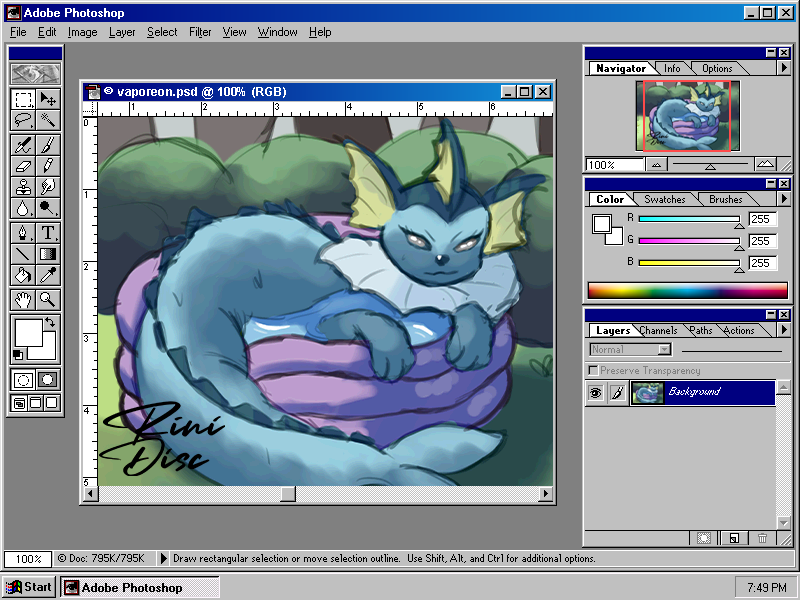 Adobe Photoshop
File Edit Image Layer Select Filter View Window Help
© vaporeon.psd @ 100% (RGB)
1 2 3 4 5 6
0
1
2
3
4
5
Rini
Disc
T
Navigator Info Options
100%
Color Swatches Brushes
R 255
G 255
B 255
Layers Channels Paths Actions
Normal
Preserve Transparency
Background
100% © Doc: 795K/795K Draw rectangular selection or move selection outline. Use Shift, Alt, and Ctrl for additional options.
Start Adobe Photoshop 7:49 PM